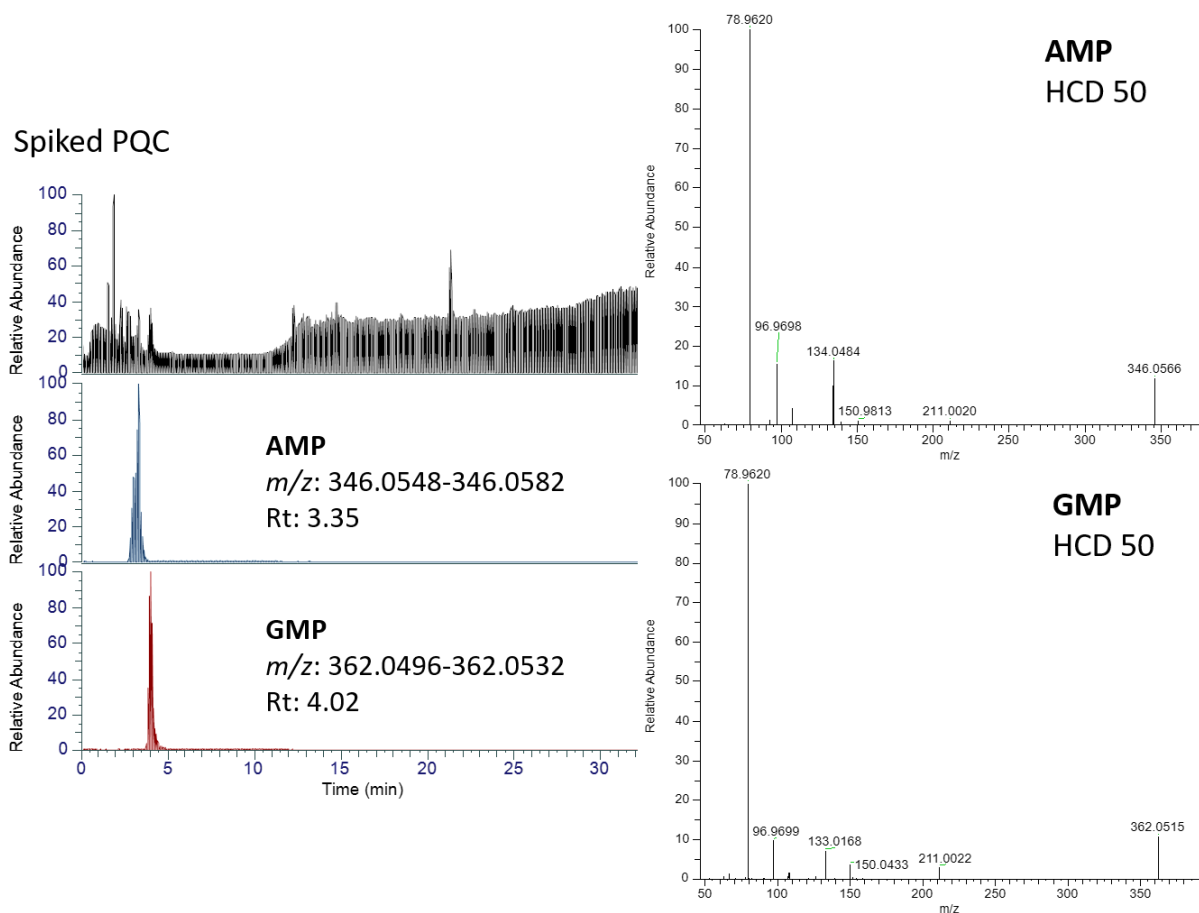 Spiked PQC
Relative Abundance
100
80
60
40
20
0
Relative Abundance
100
80
60
40
20
0
AMP
m/z: 346.0548-346.0582
Rt: 3.35
Relative Abundance
100
80
60
40
20
0
GMP
m/z: 362.0496-362.0532
Rt: 4.02
0 5 10 15 20 25 30
Time (min)
AMP
HCD 50
Relative Abundance
100
90
80
70
60
50
40
30
20
10
0
78.9620
96.9698
134.0484
150.9813
211.0020
346.0566
50 100 150 200 250 300 350
m/z
GMP
HCD 50
Relative Abundance
100
90
80
70
60
50
40
30
20
10
0
78.9620
96.9699
133.0168
150.0433
211.0022
362.0515
50 100 150 200 250 300 350
m/z